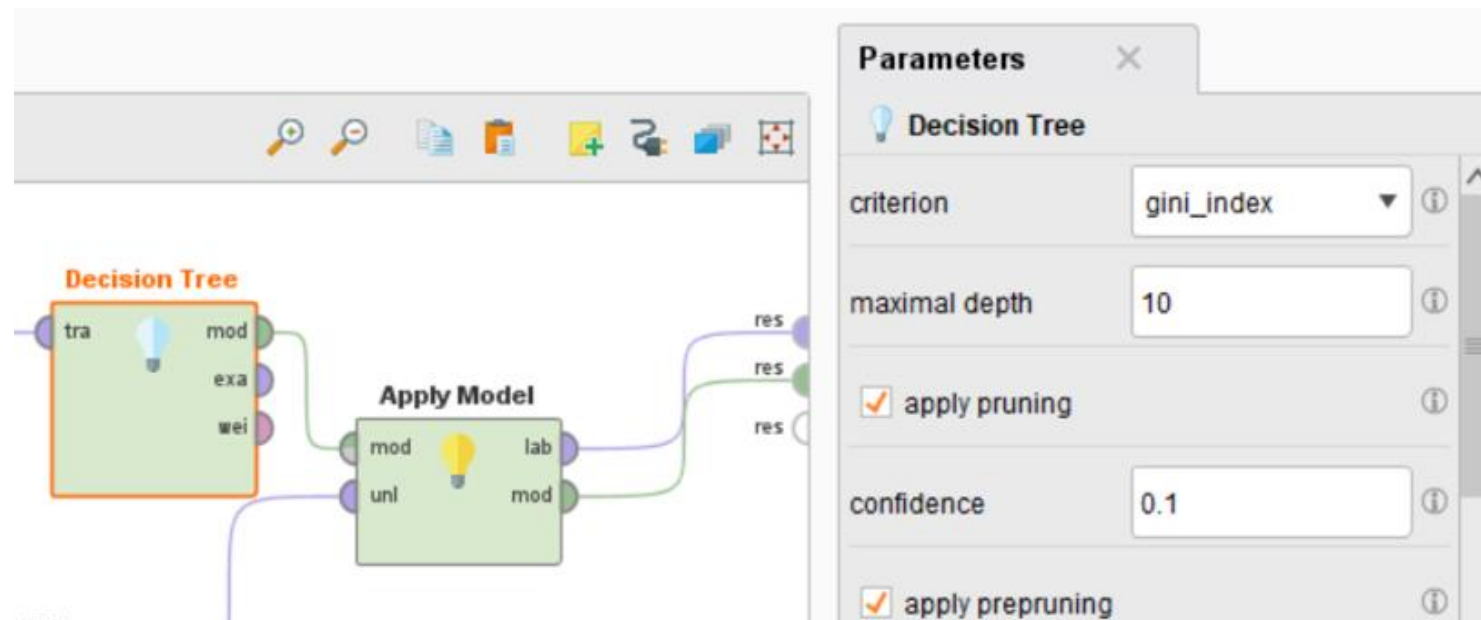 Parameters
Decision Tree
criterion gini_index
maximal depth 10
apply pruning
confidence 0.1
apply prepruning
Decision Tree
tra mod
exa
wei
Apply Model
mod lab
unl mod
res
res
res